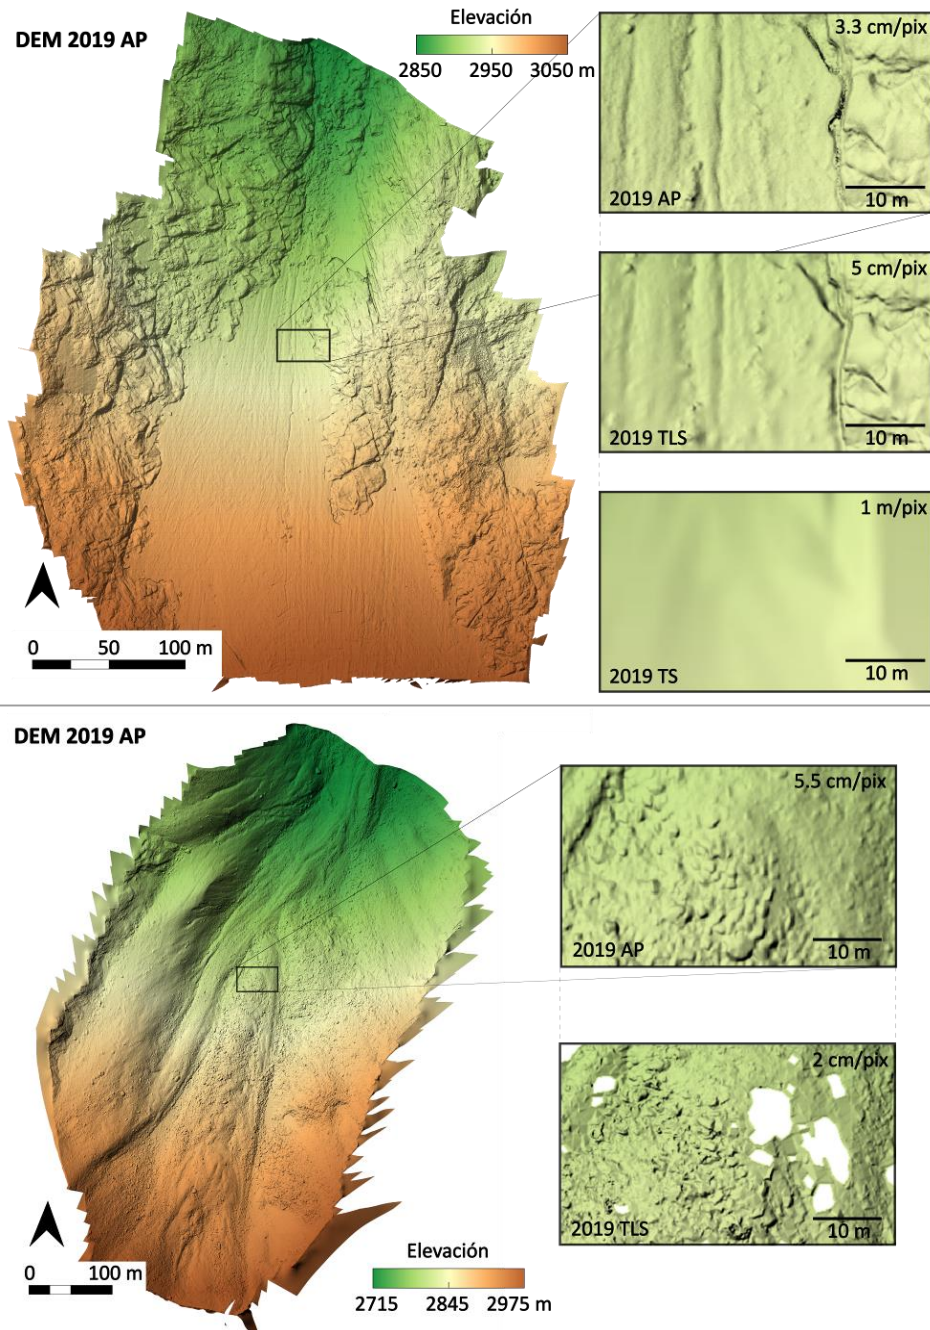 DEM 2019 AP
Elevación
2850 2950 3050 m
3.3 cm/pix
2019 AP
10 m
5 cm/pix
2019 TLS
10 m
1 m/pix
2019 TS
10 m
0 50 100 m
DEM 2019 AP
5.5 cm/pix
2019 AP
10 m
2 cm/pix
2019 TLS
10 m
0 100 m
Elevación
2715 2845 2975 m